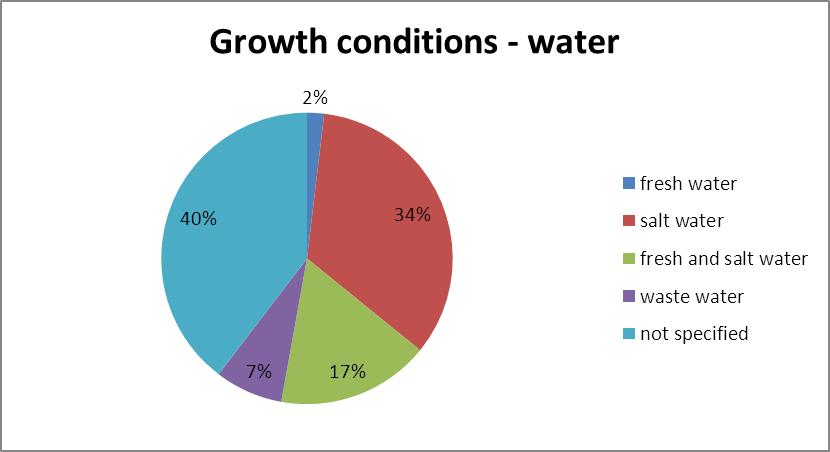 Growth conditions - water
2%
34%
40%
7%
17%
fresh water
salt water
fresh and salt water
waste water
not specified